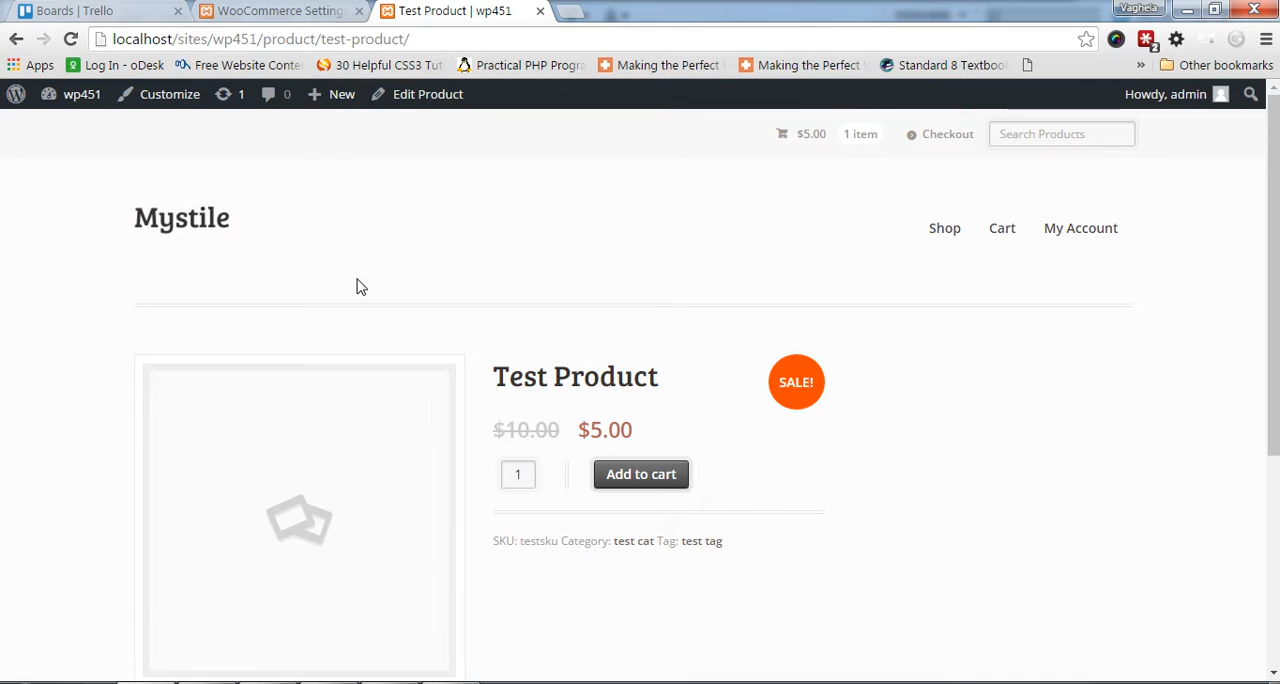 Boards | Trello
WooCommerce Setting
Test Product | wp451
Vaghela
localhost/sites/wp451/product/test-product/
2
Apps
Log In - oDesk
Free Website Conte
30 Helpful CSS3 Tut
Practical PHP Progra
Making the Perfect
Making the Perfect
Standard 8 Textboo
»
Other bookmarks
wp451
Customize
1
0
New
Edit Product
Howdy, admin
$5.00
1 item
Checkout
Search Products
Mystile
Shop
Cart
My Account
Test Product
SALE!
$10.00 $5.00
1
Add to cart
SKU: testsku Category: test cat Tag: test tag